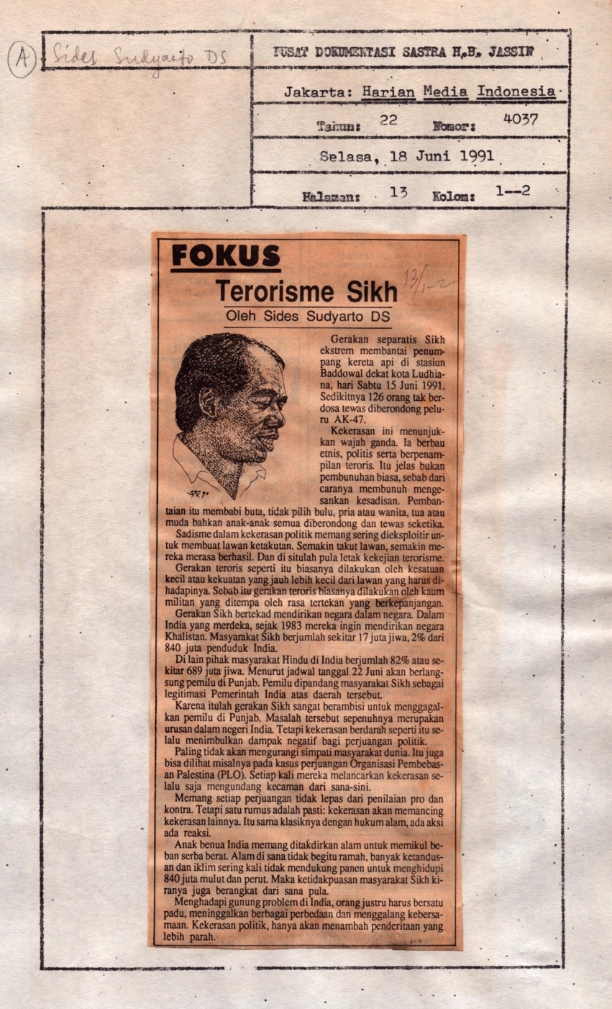 A
Sides Sudyarto DS
PUSAT DOKUMENTASI SASTRA H.B. JASSIN
Jakarta: Harian Media Indonesia
Tahun: 22 Nomor: 4037
Selasa, 18 Juni 1991
Halaman: 13 Kolom: 1--2
FOKUS
13/1-2
Terorisme Sikh
Oleh Sides Sudyarto DS
Gerakan separatis Sikh
ekstrem membantai penum-
pang kereta api di stasiun
Baddowal dekat kota Ludhia-
na, hari Sabtu 15 Juni 1991.
Sedikitnya 126 orang tak ber-
dosa tewas diberondong pelu-
ru AK-47.
Kekerasan ini menunjuk-
kan wajah ganda. Ia berbau
etnis, politis serta berpenam-
pilan teroris. Itu jelas bukan
pembunuhan biasa, sebab dari
caranya membunuh menge-
sankan kesadisan. Pemban-
taian itu membabi buta, tidak pilih bulu, pria atau wanita, tua atau
muda bahkan anak-anak semua diberondong dan tewas seketika.
Sadisme dalam kekerasan politik memang sering dieksploitir un-
tuk membuat lawan ketakutan. Semakin takut lawan, semakin me-
reka merasa berhasil. Dan di situlah pula letak kekejian terorisme.
Gerakan teroris seperti itu biasanya dilakukan oleh kesatuan
kecil atau kekuatan yang jauh lebih kecil dari lawan yang harus di-
hadapinya. Sebab itu gerakan teroris biasanya dilakukan oleh kaum
militan yang ditempa oleh rasa tertekan yang berkepanjangan.
Gerakan Sikh bertekad mendirikan negara dalam negara. Dalam
India yang merdeka, sejak 1983 mereka ingin mendirikan negara
Khalistan. Masyarakat Sikh berjumlah sekitar 17 juta jiwa, 2% dari
840 juta penduduk India.
Di lain pihak masyarakat Hindu di India berjumlah 82% atau se-
kitar 689 juta jiwa. Menurut jadwal tanggal 22 Juni akan berlang-
sung pemilu di Punjab. Pemilu dipandang masyarakat Sikh sebagai
legitimasi Pemerintah India atas daerah tersebut.
Karena itulah gerakan Sikh sangat berambisi untuk menggagal-
kan pemilu di Punjab. Masalah tersebut sepenuhnya merupakan
urusan dalam negeri India. Tetapi kekerasan berdarah seperti itu se-
lalu menimbulkan dampak negatif bagi perjuangan politik.
Paling tidak akan mengurangi simpati masyarakat dunia. Itu juga
bisa dilihat misalnya pada kasus perjuangan Organisasi Pembebas-
an Palestina (PLO). Setiap kali mereka melancarkan kekerasan se-
lalu saja mengundang kecaman dari sana-sini.
Memang setiap perjuangan tidak lepas dari penilaian pro dan
kontra. Tetapi satu rumus adalah pasti: kekerasan akan memancing
kekerasan lainnya. Itu sama klasiknya dengan hukum alam, ada aksi
ada reaksi.
Anak benua India memang ditakdirkan alam untuk memikul be-
ban serba berat. Alam di sana tidak begitu ramah, banyak ketandus-
an dan iklim sering kali tidak mendukung panen untuk menghidupi
840 juta mulut dan perut. Maka ketidakpuasan masyarakat Sikh ki-
ranya juga berangkat dari sana pula.
Menghadapi gunung problem di India, orang justru harus bersatu
padu, meninggalkan berbagai perbedaan dan menggalang kebersa-
maan. Kekerasan politik, hanya akan menambah penderitaan yang
lebih parah.